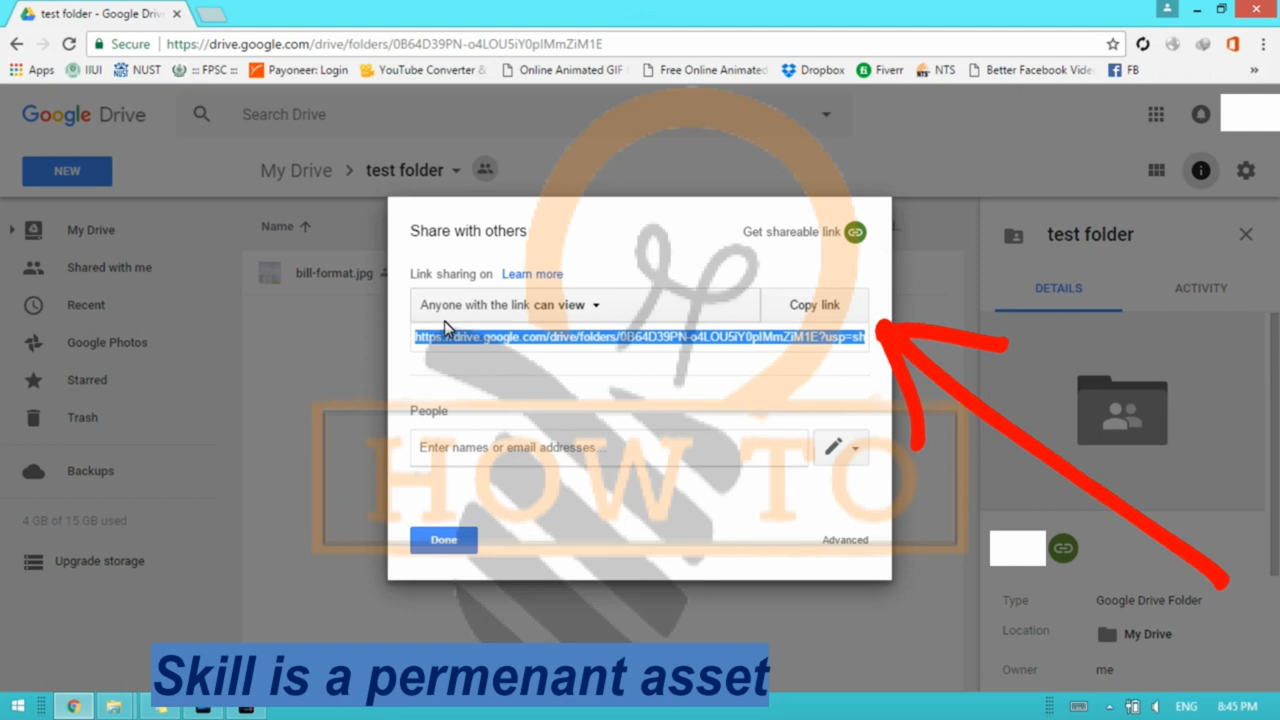 test folder - Google Driv
Secure https://drive.google.com/drive/folders/0B64D39PN-o4LOU5iY0pIMmZiM1E
Apps IIUI NUST ::: FPSC ::: Payoneer: Login YouTube Converter & Online Animated GIF Free Online Animated Dropbox Fiverr NTS Better Facebook Vide FB »
Google Drive Search Drive
NEW My Drive > test folder
Name
My Drive
Shared with me
Recent
Google Photos
Starred
Trash
Backups
4 GB of 15 GB used
Upgrade storage
bill-format.jpg
Share with others Get shareable link
Link sharing on Learn more
Anyone with the link can view Copy link
https://drive.google.com/drive/folders/0B64D39PN-o4LOU5iY0pIMmZiM1E?usp=sh
People
Enter names or email addresses...
HOW TO
Done Advanced
test folder
DETAILS ACTIVITY
Type Google Drive Folder
Location My Drive
Owner me
Skill is a permenant asset
ENG 8:45 PM